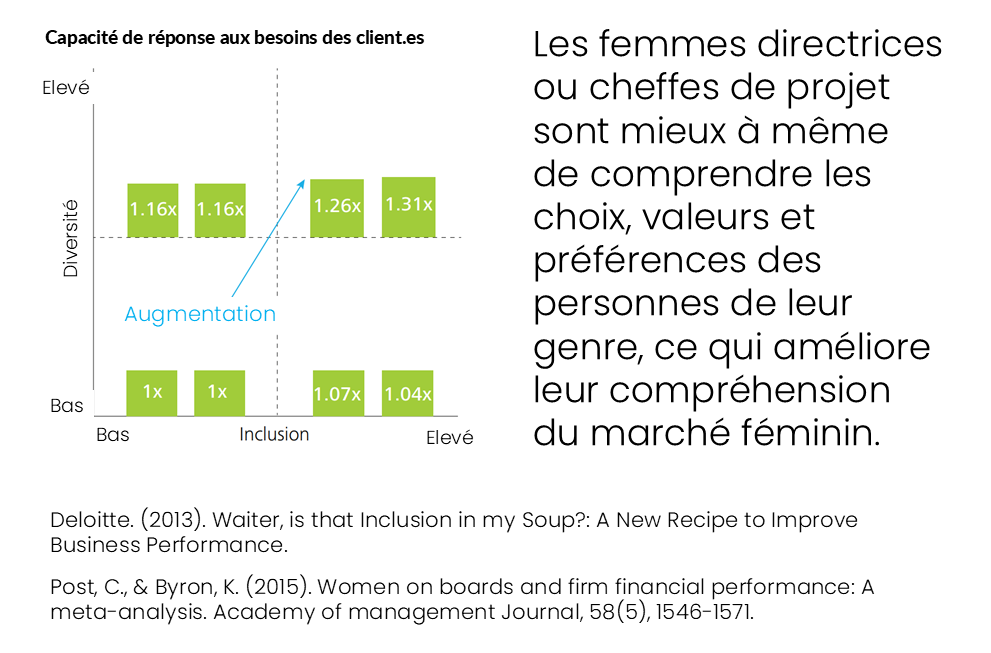 Capacité de réponse aux besoins des client.es
Elevé
Diversité
1.16x 1.16x 1.26x 1.31x
Augmentation
1x 1x 1.07x 1.04x
Bas
Bas Inclusion Elevé
Les femmes directrices
ou cheffes de projet
sont mieux à même
de comprendre les
choix, valeurs et
préférences des
personnes de leur
genre, ce qui améliore
leur compréhension
du marché féminin.
Deloitte. (2013). Waiter, is that Inclusion in my Soup?: A New Recipe to Improve
Business Performance.
Post, C., & Byron, K. (2015). Women on boards and firm financial performance: A
meta-analysis. Academy of management Journal, 58(5), 1546-1571.